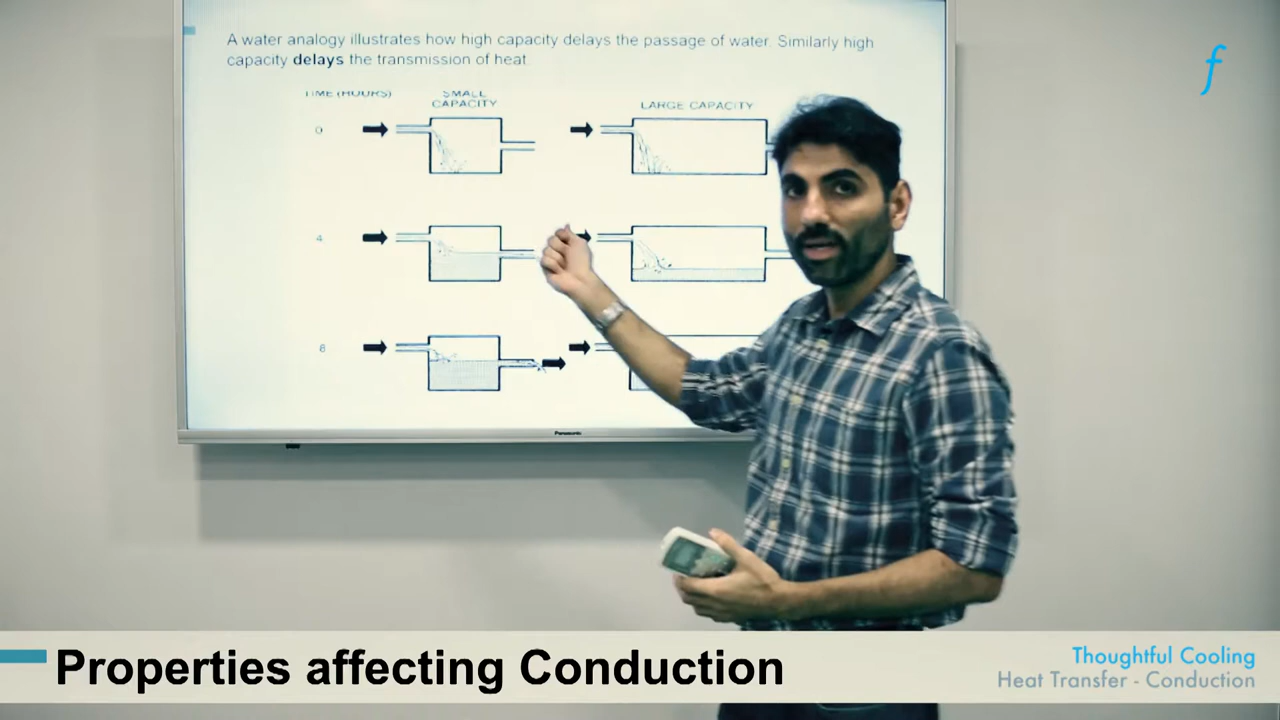 A water analogy illustrates how high capacity delays the passage of water. Similarly high
capacity delays the transmission of heat.
TIME (HOURS)
SMALL
CAPACITY
LARGE CAPACITY
0
4
Panasonic
f
Properties affecting Conduction
Thoughtful Cooling
Heat Transfer - Conduction